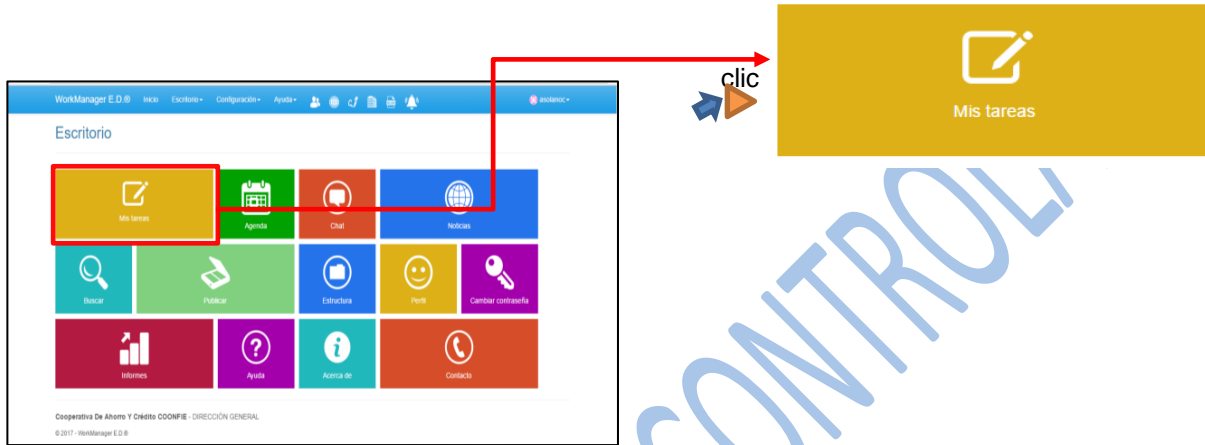 clic
Mis tareas
WorkManager E.D.® Inicio Escritorio Configuración Ayuda asolanoc
Escritorio
Mis tareas Agenda Chat Noticias
Buscar Publicar Estructura Perfil Cambiar contraseña
Informes Ayuda Acerca de Contacto
Cooperativa De Ahorro Y Crédito COONFIE - DIRECCIÓN GENERAL
© 2017 - WorkManager E.D.®
CONTROLA